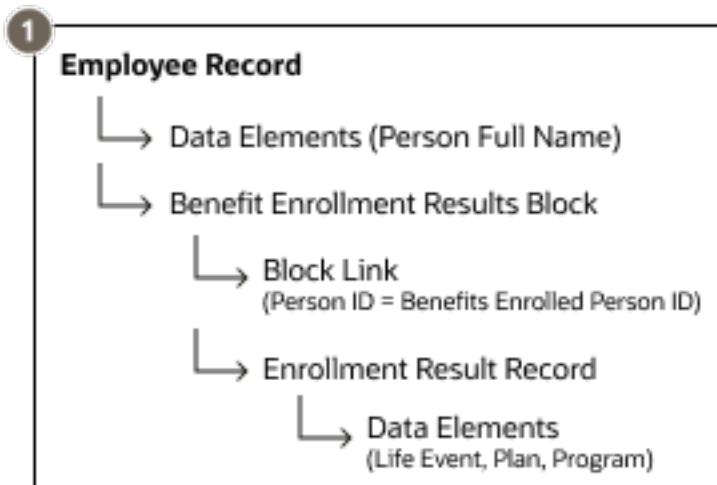 1
Employee Record
Data Elements (Person Full Name)
Benefit Enrollment Results Block
Block Link
(Person ID = Benefits Enrolled Person ID)
Enrollment Result Record
Data Elements
(Life Event, Plan, Program)